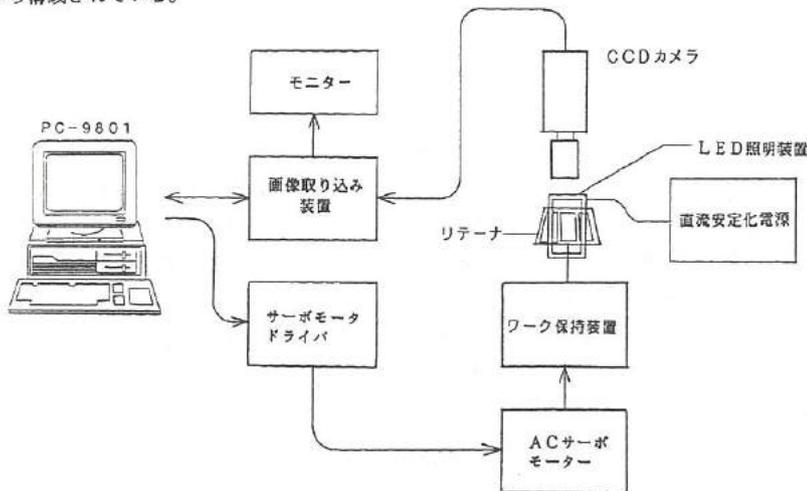 構成されている。
CCDカメラ
モニター
PC-9801
LED照明装置
画像取り込み
装置
直流安定化電源
リテーナ
サーボモータ
ドライバ
ワーク保持装置
ACサーボ
モーター